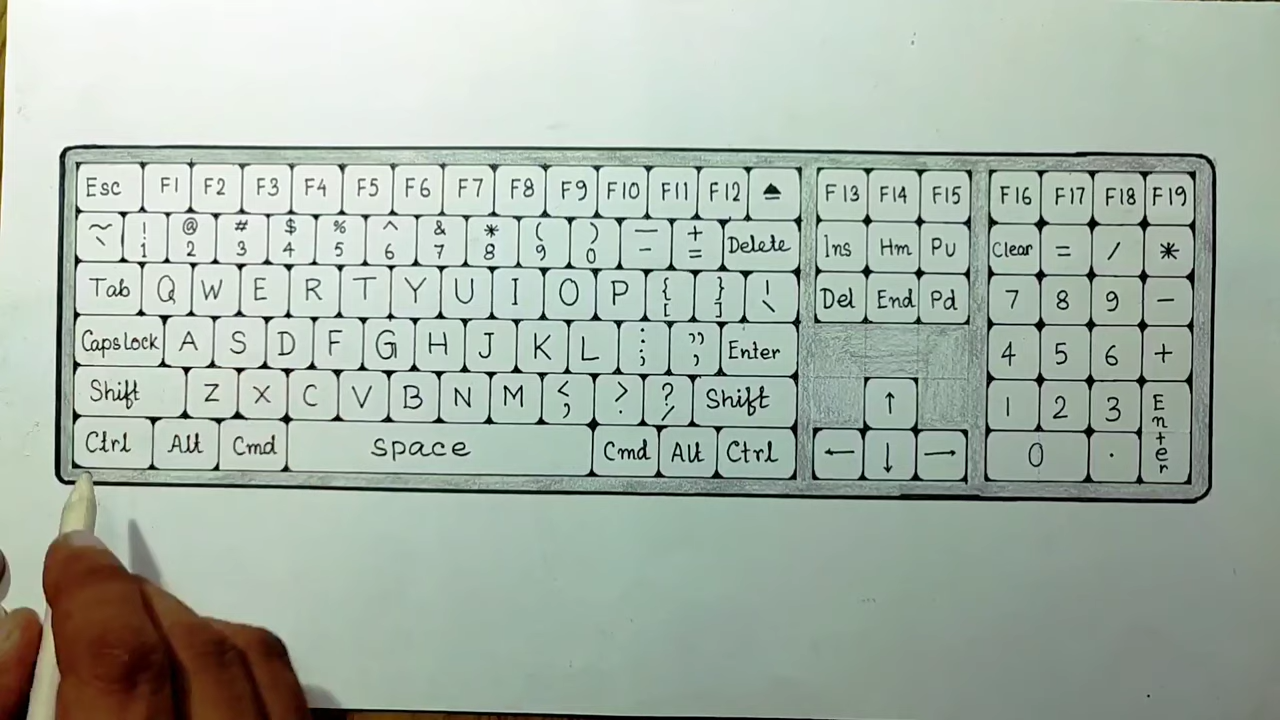 Esc F1 F2 F3 F4 F5 F6 F7 F8 F9 F10 F11 F12 ⏏ F13 F14 F15 F16 F17 F18 F19
~ ! @ # $ % ^ & * ( ) — +
\ 1 2 3 4 5 6 7 8 9 0 - = Delete Ins Hm Pu Clear = / *
Tab Q W E R T Y U I O P { } |
[ ] \ Del End Pd 7 8 9 -
CapsLock A S D F G H J K L : ”
; , Enter 4 5 6 +
Shift Z X C V B N M < > ?
, . / Shift ↑ 1 2 3 Enter
Ctrl Alt Cmd space Cmd Alt Ctrl ← ↓ → 0 .